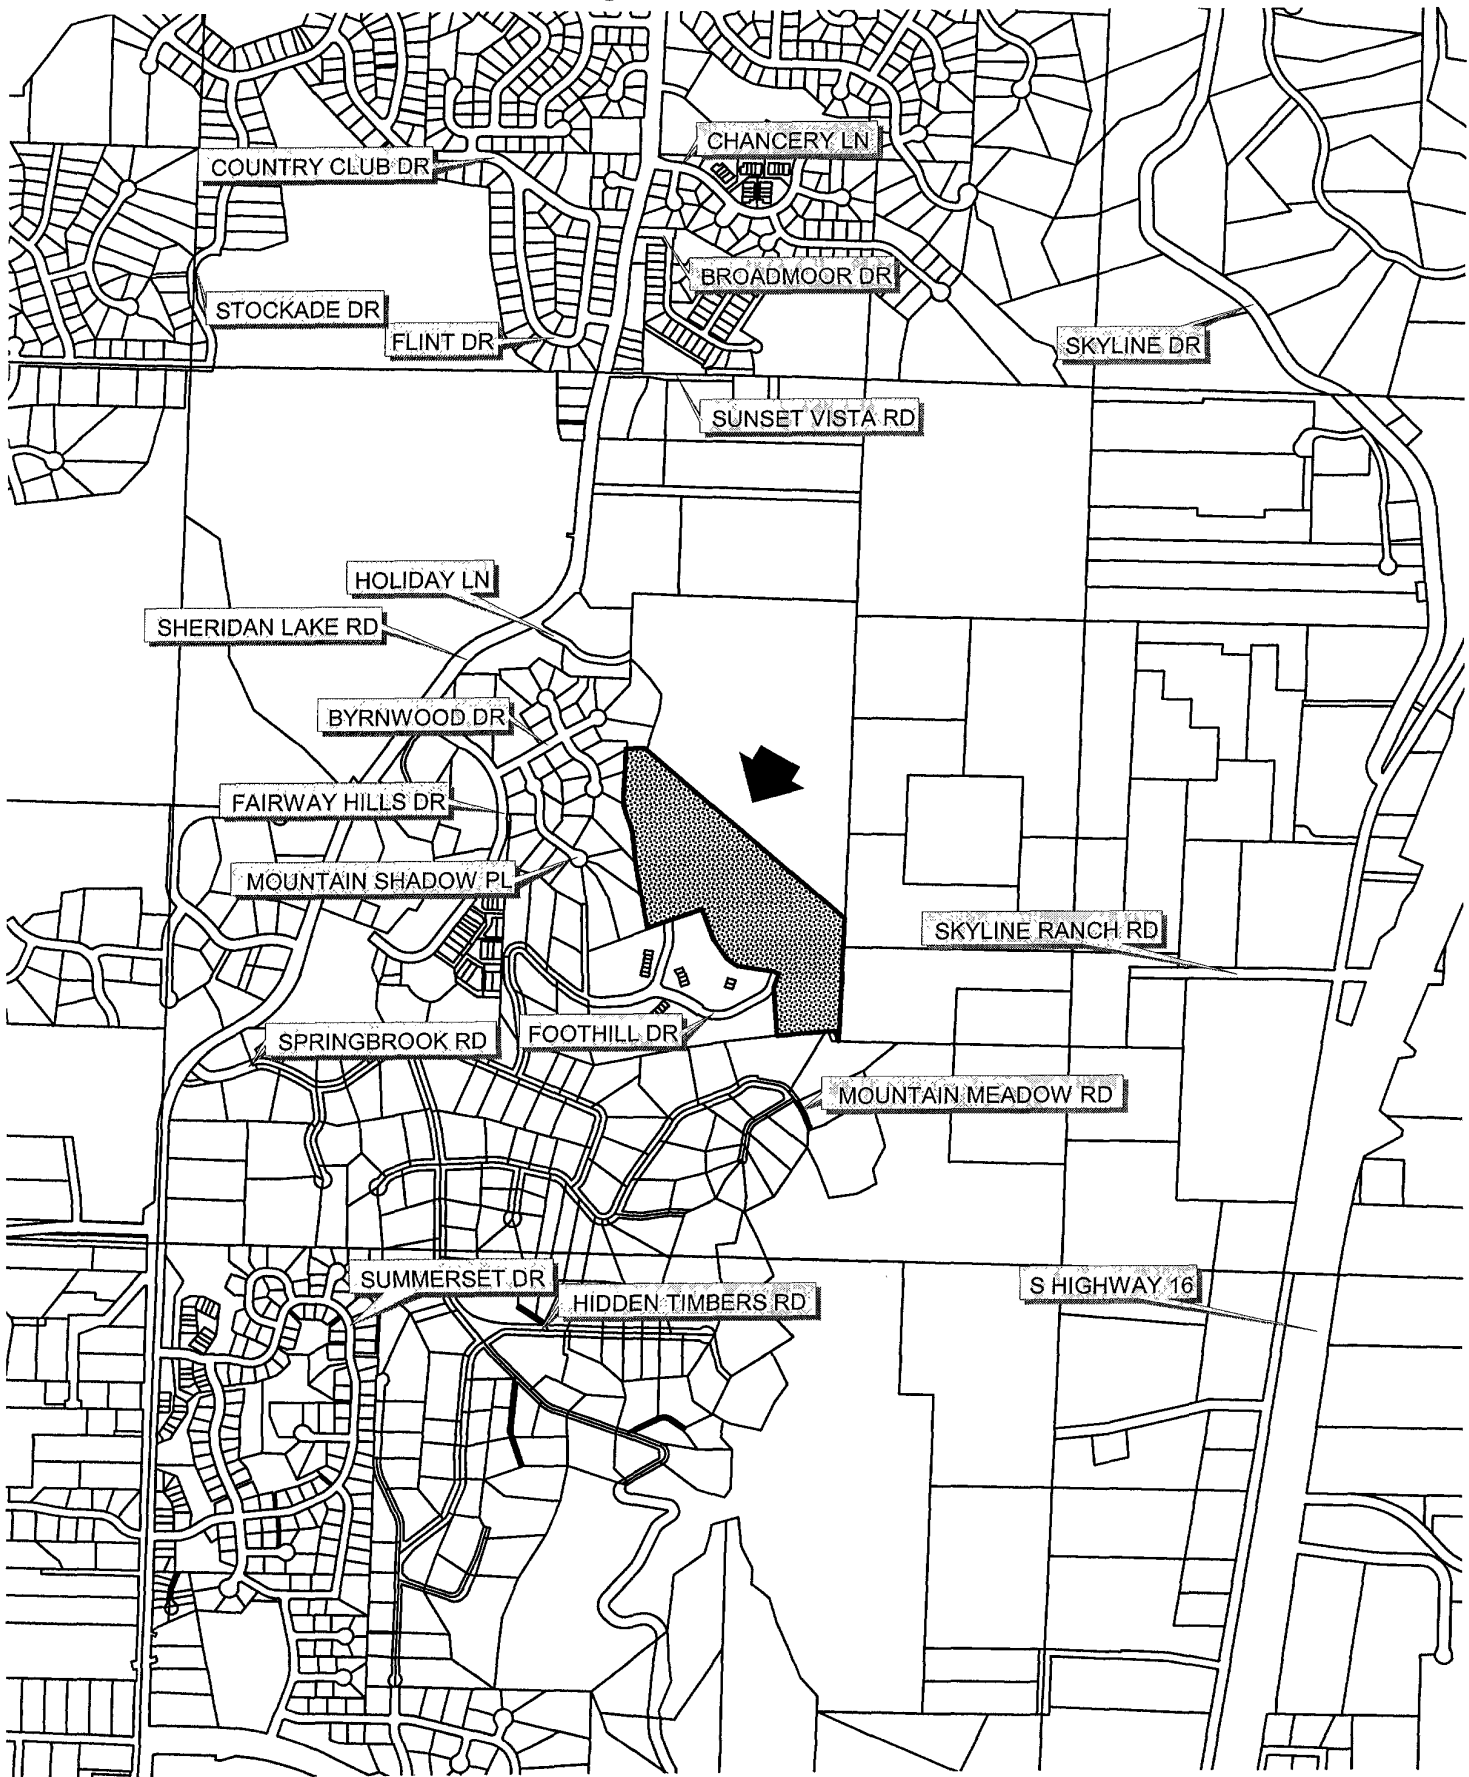 CHANCERY LN
COUNTRY CLUB DR
BROADMOOR DR
STOCKADE DR
FLINT DR
SKYLINE DR
SUNSET VISTA RD
HOLIDAY LN
SHERIDAN LAKE RD
BYRNWOOD DR
FAIRWAY HILLS DR
MOUNTAIN SHADOW PL
SKYLINE RANCH RD
FOOTHILL DR
SPRINGBROOK RD
MOUNTAIN MEADOW RD
SUMMERSET DR
S HIGHWAY 16
HIDDEN TIMBERS RD